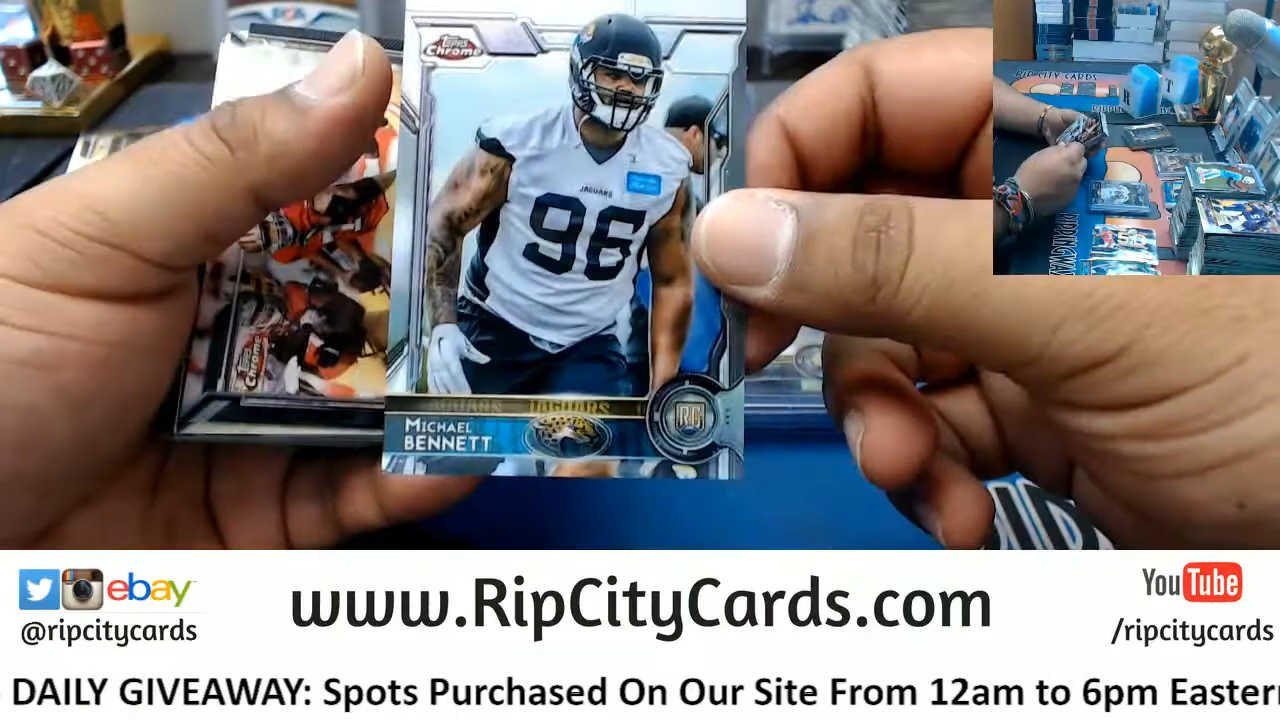 TOPPS
Chrome
JAGUARS
96
JAGUARS
MICHAEL
BENNETT
RC
TOPPS
Chrome
RIP CITY CARDS
ebay
@ripcitycards
www.RipCityCards.com
YouTube
/ripcitycards
DAILY GIVEAWAY: Spots Purchased On Our Site From 12am to 6pm Eastern